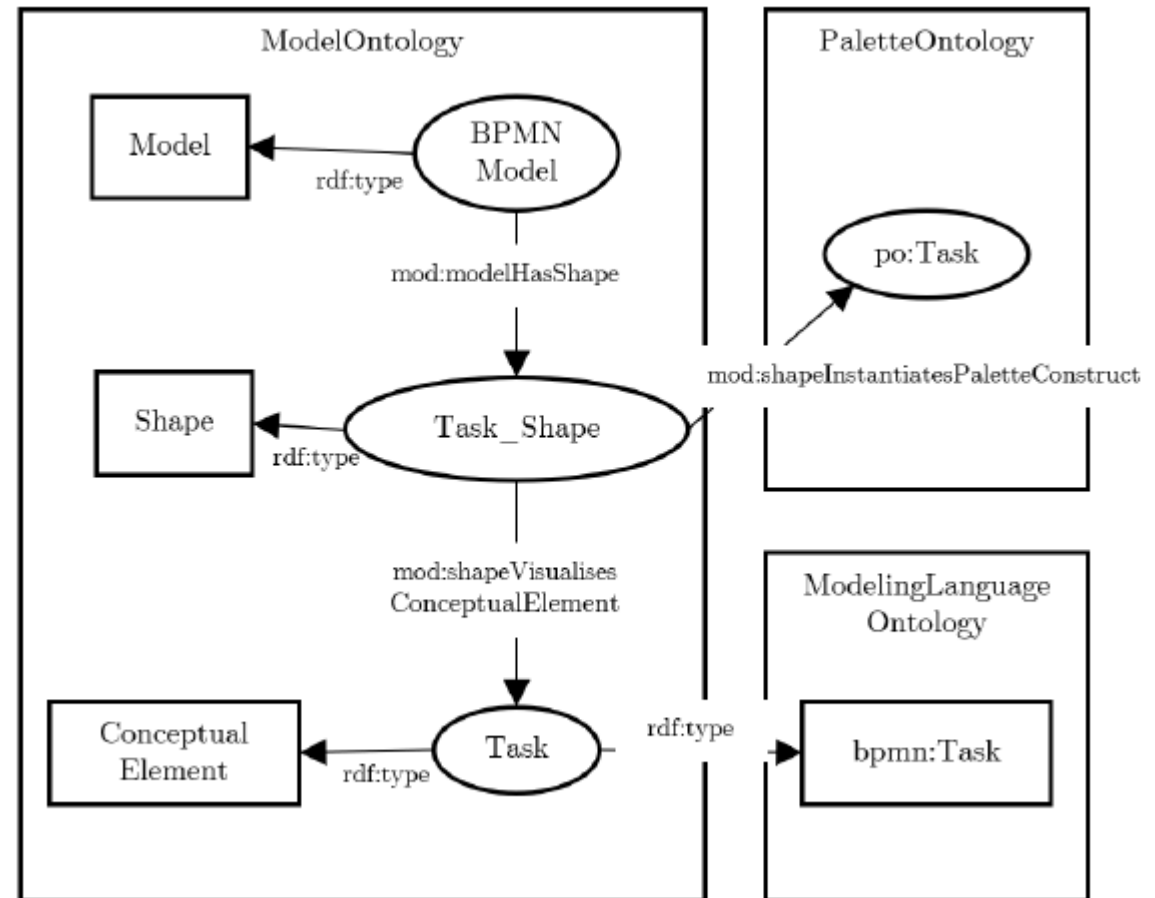 ModelOntology
PaletteOntology
Model
BPMN
Model
rdf:type
po:Task
mod:modelHasShape
mod:shapeInstantiatesPaletteConstruct
Shape
Task_Shape
rdf:type
mod:shapeVisualises
ConceptualElement
ModelingLanguage
Ontology
Conceptual
Element
rdf:type
Task
rdf:type
bpmn:Task